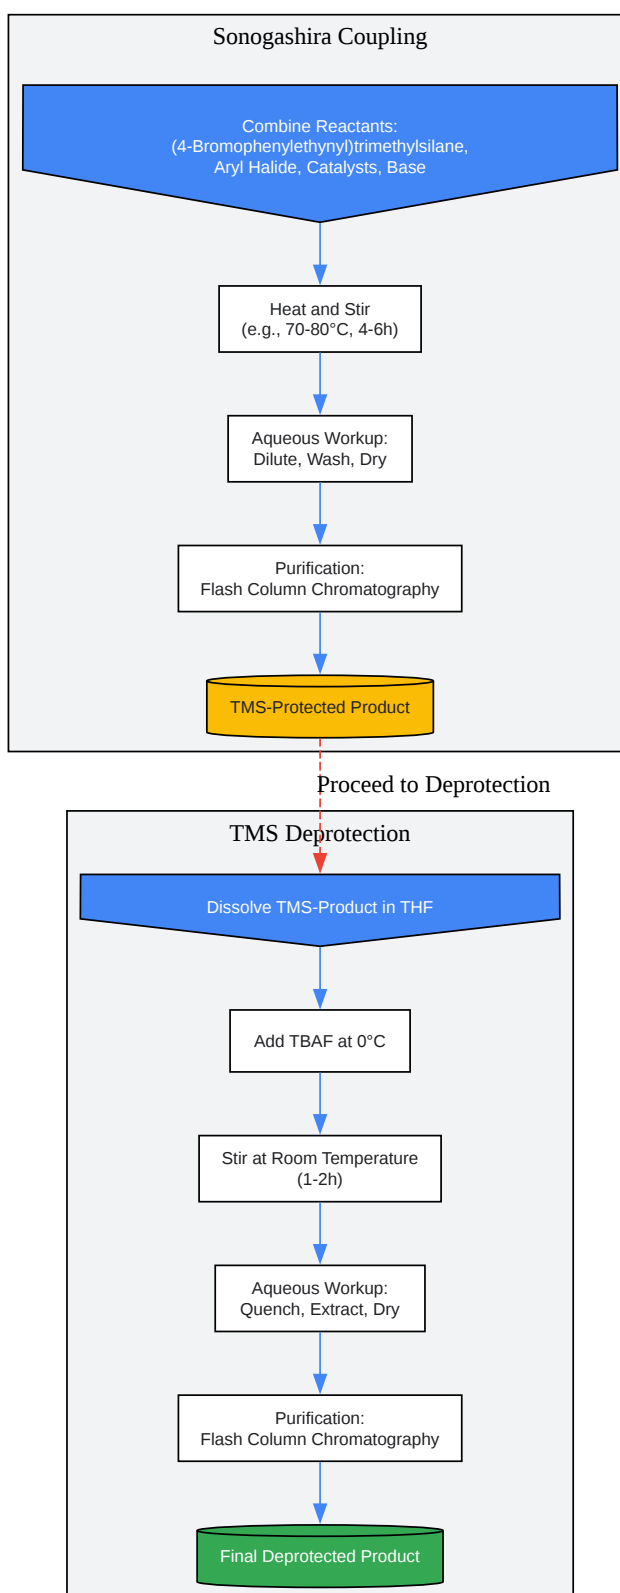 Sonogashira Coupling
Combine Reactants:
(4-Bromophenylethynyl)trimethylsilane,
Aryl Halide, Catalysts, Base
Heat and Stir
(e.g., 70-80°C, 4-6h)
Aqueous Workup:
Dilute, Wash, Dry
Purification:
Flash Column Chromatography
TMS-Protected Product
Proceed to Deprotection
TMS Deprotection
Dissolve TMS-Product in THF
Add TBAF at 0°C
Stir at Room Temperature
(1-2h)
Aqueous Workup:
Quench, Extract, Dry
Purification:
Flash Column Chromatography
Final Deprotected Product